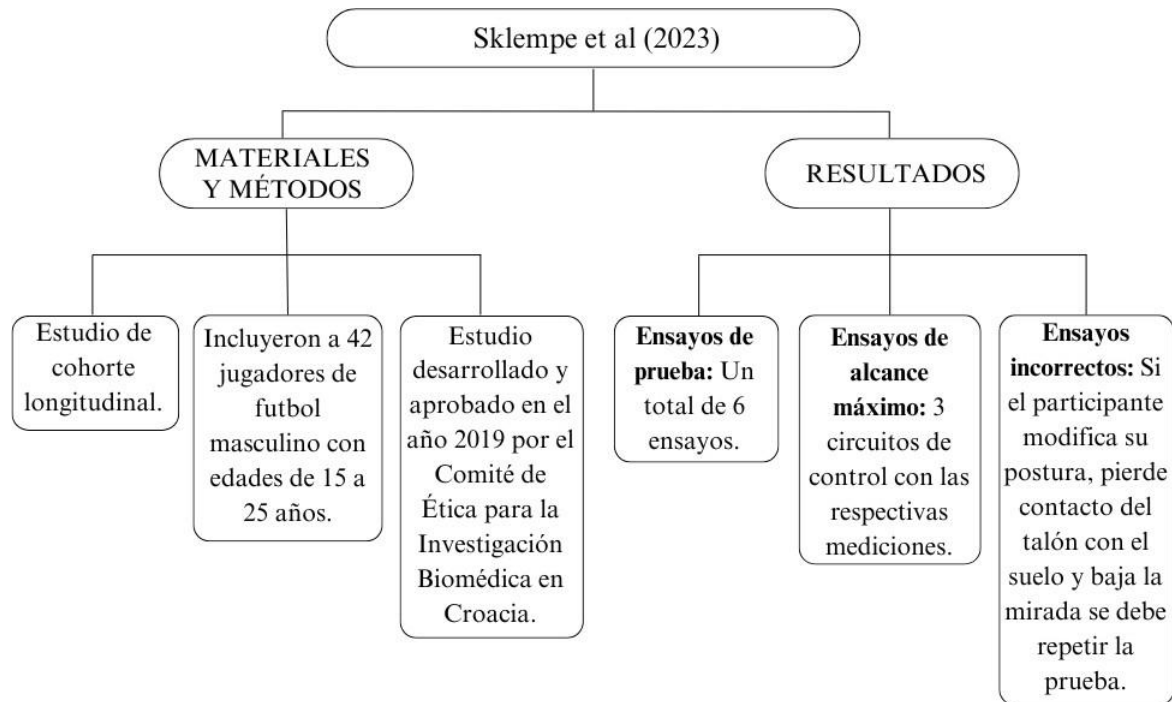 Sklempe et al (2023)
MATERIALES
Y MÉTODOS
Estudio de
cohorte
longitudinal.
Incluyeron a 42
jugadores de
futbol
masculino con
edades de 15 a
25 años.
Estudio
desarrollado y
aprobado en el
año 2019 por el
Comité de
Ética para la
Investigación
Biomédica en
Croacia.
RESULTADOS
Ensayos de
prueba: Un
total de 6
ensayos.
Ensayos de
alcance
máximo: 3
circuitos de
control con las
respectivas
mediciones.
Ensayos
incorrectos: Si
el participante
modifica su
postura, pierde
contacto del
talón con el
suelo y baja la
mirada se debe
repetir la
prueba.